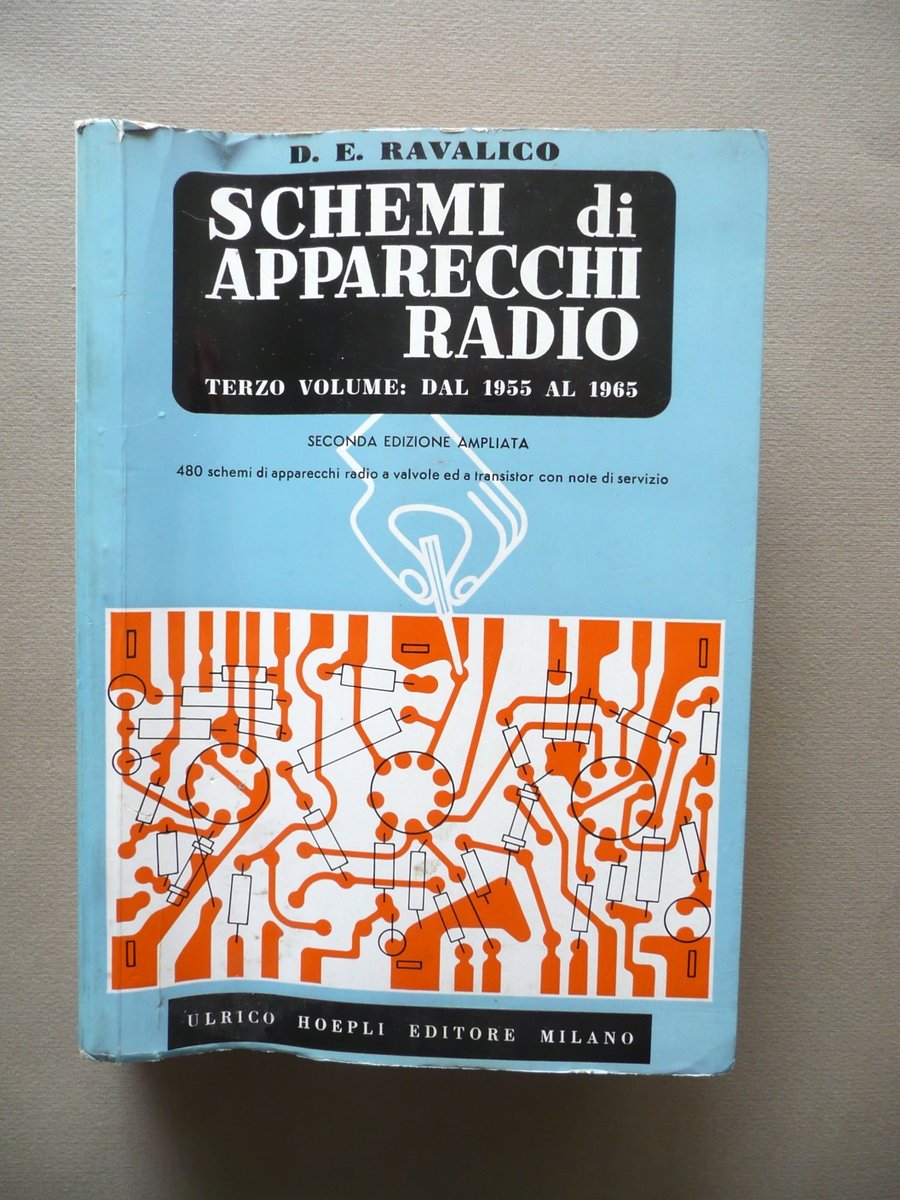 D. E. RAVALICO
SCHEMI di
APPARECCHI
RADIO
TERZO VOLUME: DAL 1955 AL 1965
SECONDA EDIZIONE AMPLIATA
480 schemi di apparecchi radio a valvole ed a transistor con note di servizio
ULRICO HOEPLI EDITORE MILANO